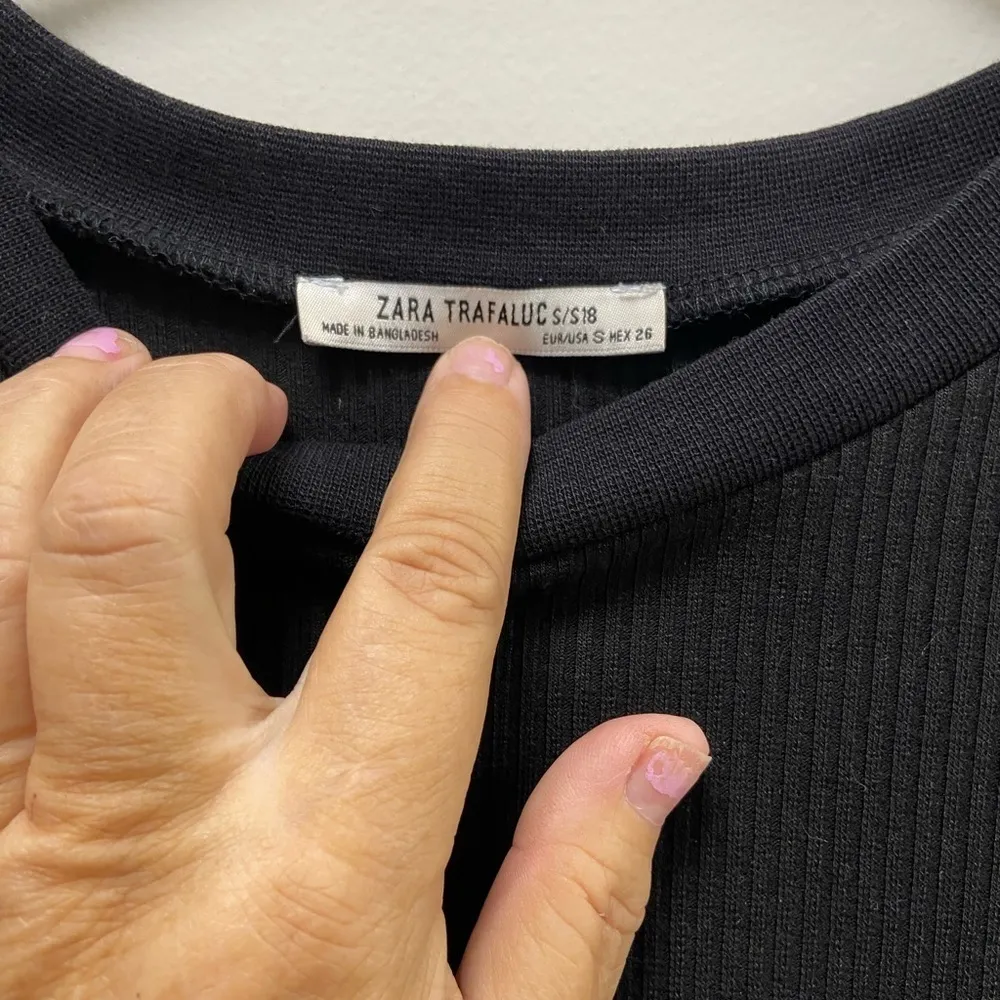 ZARA TRAFALUC S/S18
MADE IN BANGLADESH EUR/USA S MEX 26